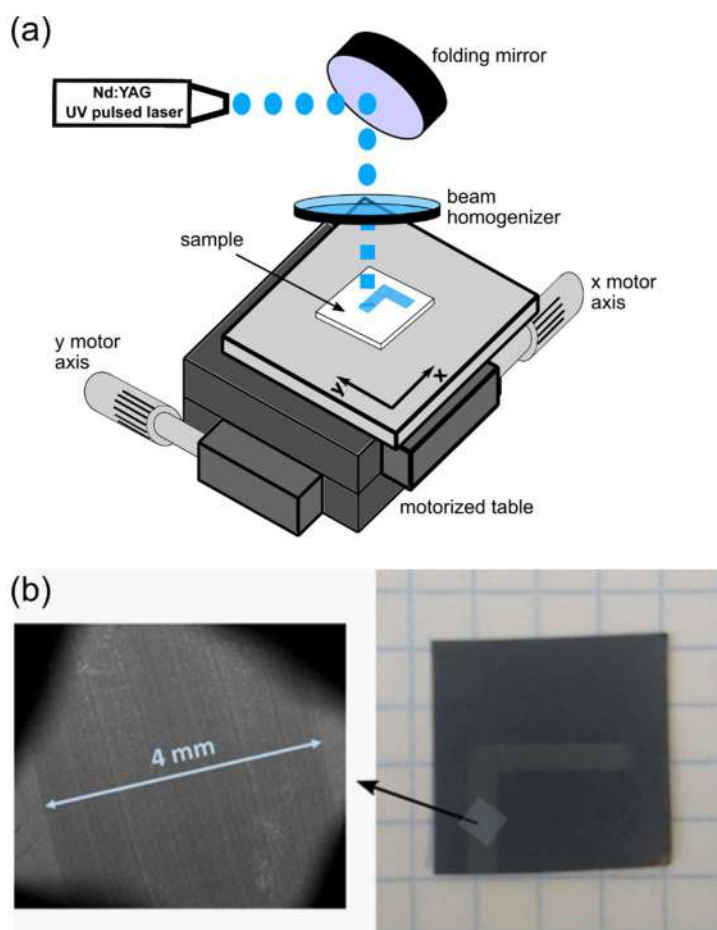 (a)
folding mirror
Nd:YAG
UV pulsed laser
beam
homogenizer
sample
x motor
axis
y motor
axis
y
x
motorized table
(b)
4 mm